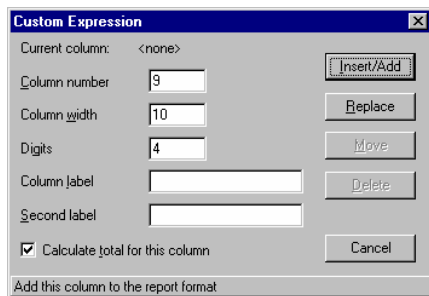 Custom Expression
Current column: <none>
Insert/Add
Column number 9
Column width 10
Replace
Digits 4
Move
Column label
Delete
Second label
Calculate total for this column
Cancel
Add this column to the report format